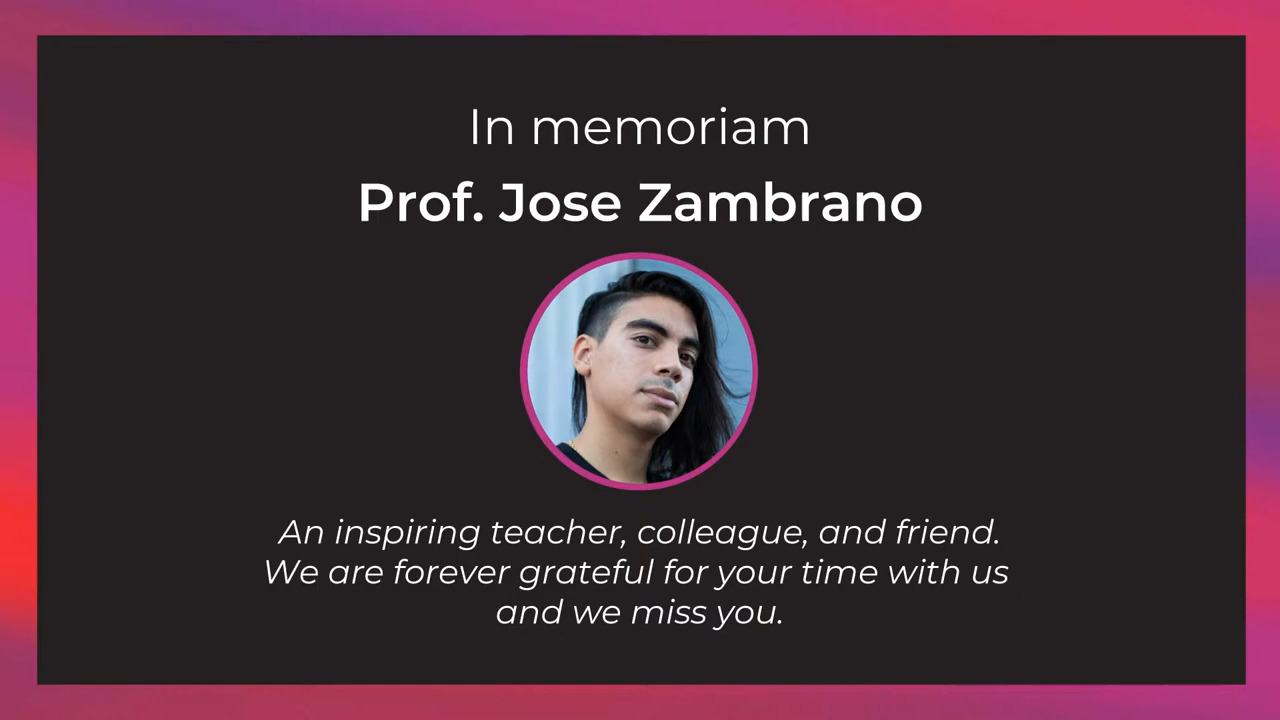 In memoriam
Prof. Jose Zambrano
An inspiring teacher, colleague, and friend.
We are forever grateful for your time with us
and we miss you.